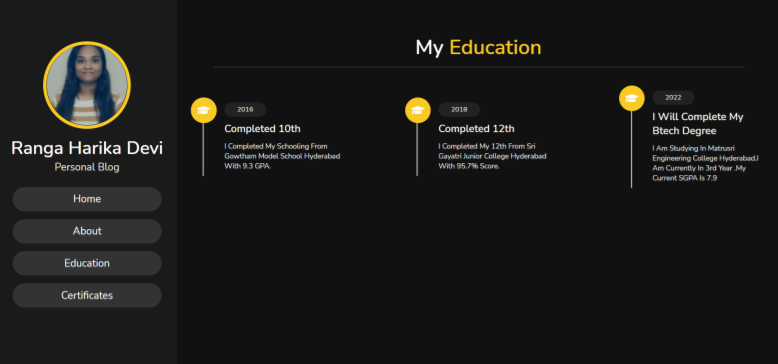 Ranga Harika Devi
Personal Blog
Home
About
Education
Certificates
My Education
2016
Completed 10th
I Completed My Schooling From
Gowtham Model School Hyderabad
With 9.3 GPA.
2018
Completed 12th
I Completed My 12th From Sri
Gayatri Junior College Hyderabad
With 95.7% Score.
2022
I Will Complete My
Btech Degree
I Am Studying In Matrusri
Engineering College Hyderabad.I
Am Currently In 3rd Year .My
Current SGPA Is 7.9